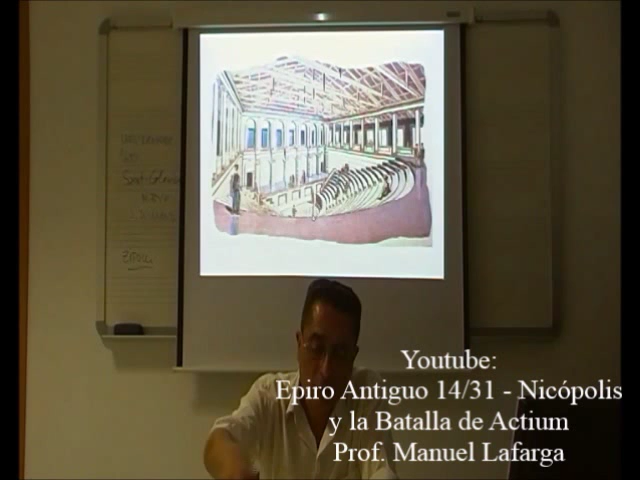 Youtube:
Epiro Antiguo 14/31 - Nicópolis
y la Batalla de Actium
Prof. Manuel Lafarga